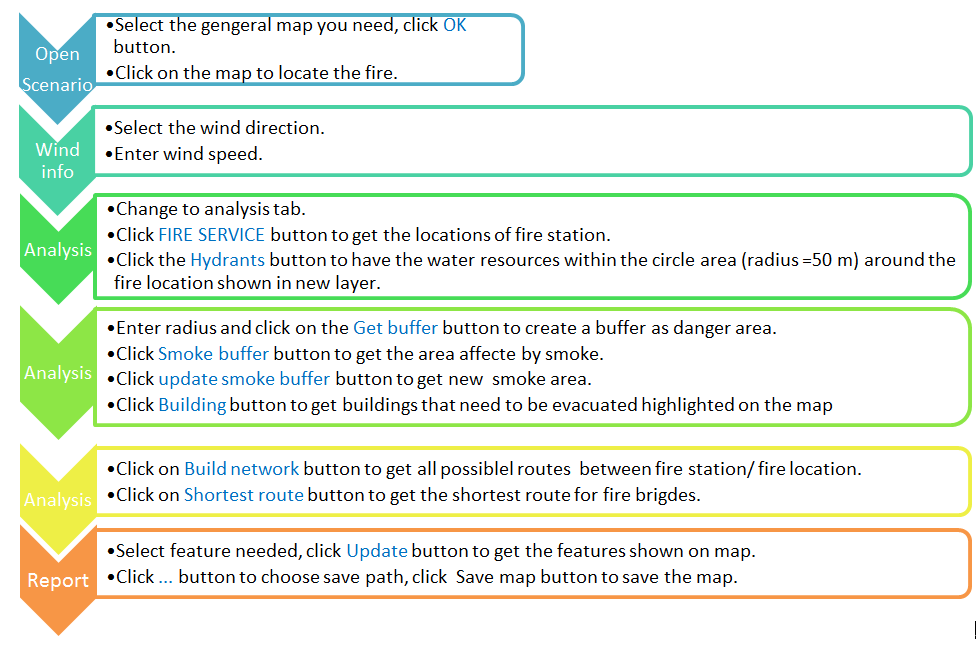 Open
Scenario
•Select the gengeral map you need, click OK
button.
•Click on the map to locate the fire.
Wind
info
•Select the wind direction.
•Enter wind speed.
Analysis
•Change to analysis tab.
•Click FIRE SERVICE button to get the locations of fire station.
•Click the Hydrants button to have the water resources within the circle area (radius =50 m) around the
fire location shown in new layer.
Analysis
•Enter radius and click on the Get buffer button to create a buffer as danger area.
•Click Smoke buffer button to get the area affecte by smoke.
•Click update smoke buffer button to get new  smoke area.
•Click Building button to get buildings that need to be evacuated highlighted on the map
Analysis
•Click on Build network button to get all possiblel routes  between fire station/ fire location.
•Click on Shortest route button to get the shortest route for fire brigdes.
Report
•Select feature needed, click Update button to get the features shown on map.
•Click ... button to choose save path, click  Save map button to save the map.